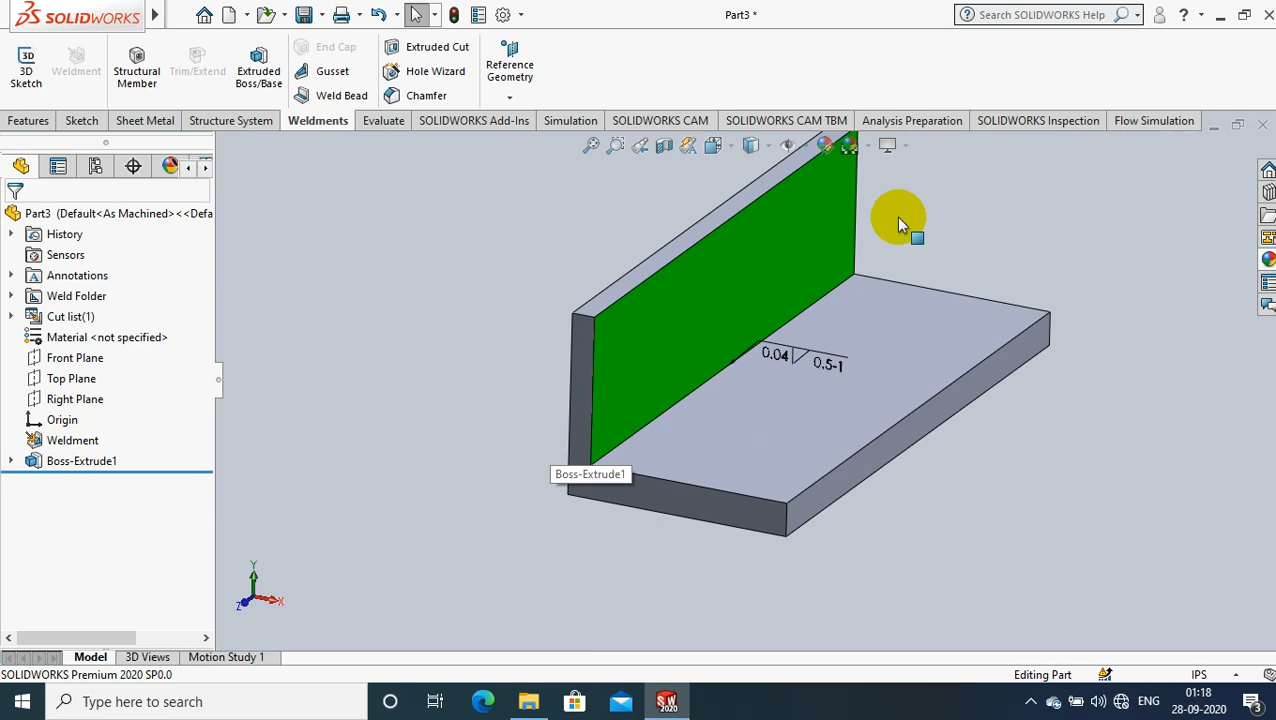 SOLIDWORKS
Part3 *
Search SOLIDWORKS Help
?
3D Sketch
Weldment
Structural Member
Trim/Extend
Extruded Boss/Base
End Cap
Gusset
Weld Bead
Extruded Cut
Hole Wizard
Chamfer
Reference Geometry
Features
Sketch
Sheet Metal
Structure System
Weldments
Evaluate
SOLIDWORKS Add-Ins
Simulation
SOLIDWORKS CAM
SOLIDWORKS CAM TBM
Analysis Preparation
SOLIDWORKS Inspection
Flow Simulation
Part3 (Default<As Machined><<Defa
History
Sensors
Annotations
Weld Folder
Cut list(1)
Material <not specified>
Front Plane
Top Plane
Right Plane
Origin
Weldment
Boss-Extrude1
0.04
0.5-1
Boss-Extrude1
Y
Z
X
Model
3D Views
Motion Study 1
SOLIDWORKS Premium 2020 SP0.0
Editing Part
IPS
Type here to search
SW
2020
ENG
01:18
28-09-2020
3